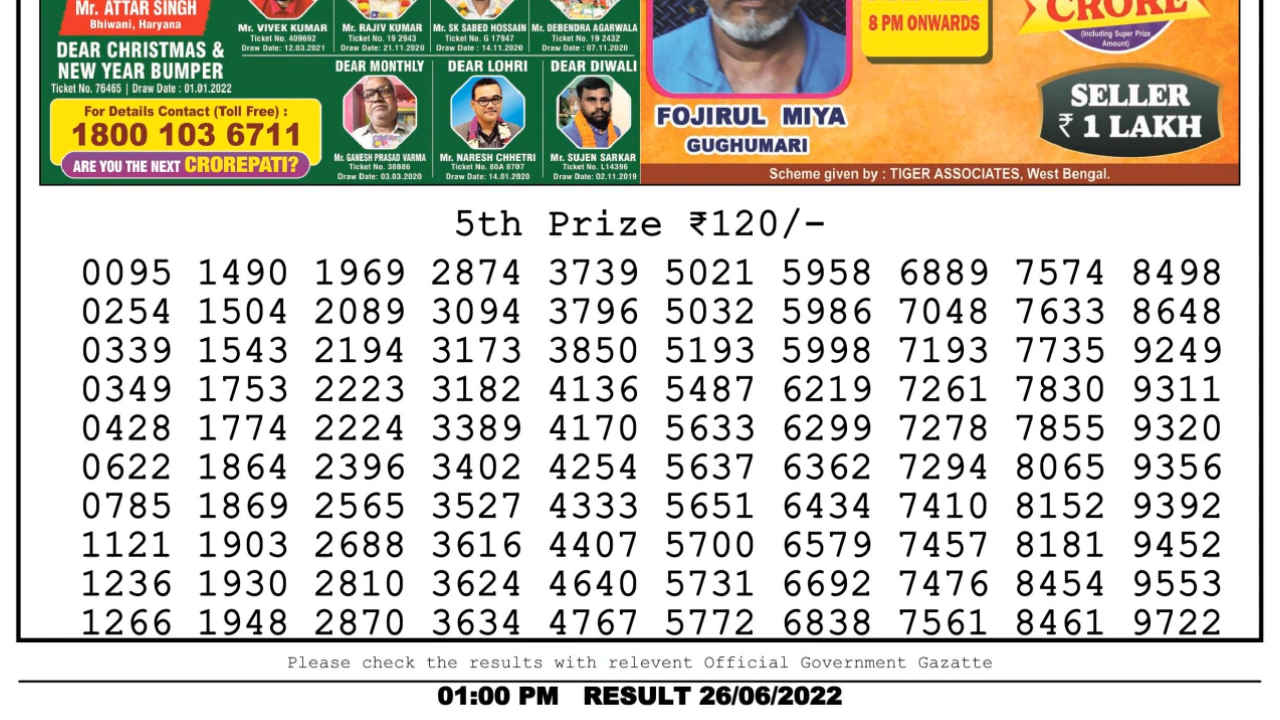 Mr. ATTAR SINGH
Bhiwani, Haryana
DEAR CHRISTMAS &
NEW YEAR BUMPER
Ticket No. 76465 | Draw Date : 01.01.2022
For Details Contact (Toll Free) :
1800 103 6711
ARE YOU THE NEXT CROREPATI?
Mr. VIVEK KUMAR
Ticket No. 409692
Draw Date: 12.03.2021
Mr. RAJIV KUMAR
Ticket No. 19 2943
Draw Date: 21.11.2020
Mr. SK SABED HOSSAIN
Ticket No. G 17947
Draw Date : 14.11.2020
Mr. DEBENDRA AGARWALA
Ticket No. 19 2432
Draw Date : 07.11.2020
DEAR MONTHLY
Mr. GANESH PRASAD VARMA
Ticket No. 38886
Draw Date: 03.03.2020
DEAR LOHRI
Mr. NARESH CHHETRI
Ticket No. 80A 8707
Draw Date: 14.01.2020
DEAR DIWALI
Mr. SUJEN SARKAR
Ticket No. L14396
Draw Date: 02.11.2019
FOJIRUL MIYA
GUGHUMARI
8 PM ONWARDS
CRORE
(Including Super Prize
Amount)
SELLER
₹ 1 LAKH
Scheme given by : TIGER ASSOCIATES, West Bengal.
5th Prize ₹120/-
0095 1490 1969 2874 3739 5021 5958 6889 7574 8498
0254 1504 2089 3094 3796 5032 5986 7048 7633 8648
0339 1543 2194 3173 3850 5193 5998 7193 7735 9249
0349 1753 2223 3182 4136 5487 6219 7261 7830 9311
0428 1774 2224 3389 4170 5633 6299 7278 7855 9320
0622 1864 2396 3402 4254 5637 6362 7294 8065 9356
0785 1869 2565 3527 4333 5651 6434 7410 8152 9392
1121 1903 2688 3616 4407 5700 6579 7457 8181 9452
1236 1930 2810 3624 4640 5731 6692 7476 8454 9553
1266 1948 2870 3634 4767 5772 6838 7561 8461 9722
Please check the results with relevent Official Government Gazatte
01:00 PM RESULT 26/06/2022